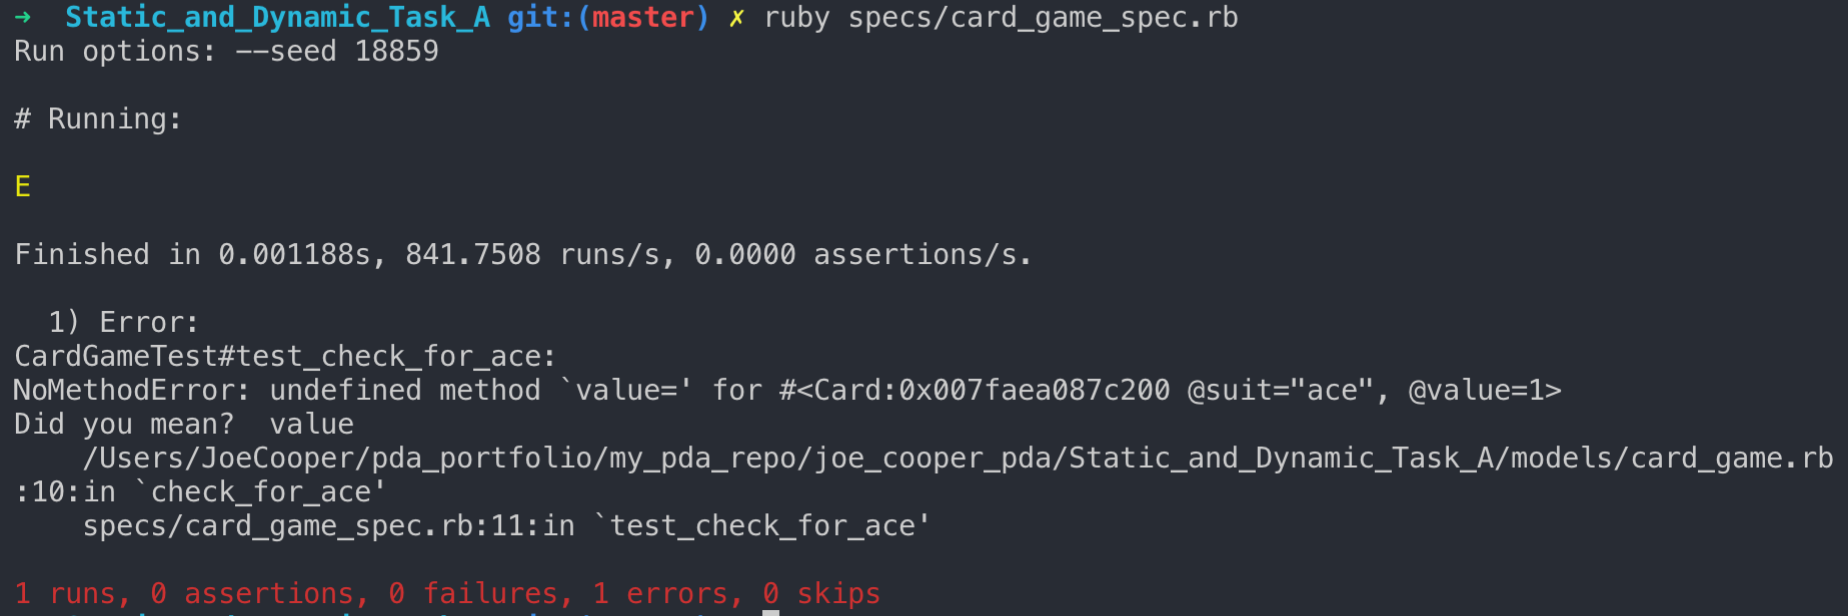 ➜  Static_and_Dynamic_Task_A git:(master) ✗ ruby specs/card_game_spec.rb
Run options: --seed 18859
# Running:
E
Finished in 0.001188s, 841.7508 runs/s, 0.0000 assertions/s.
  1) Error:
CardGameTest#test_check_for_ace:
NoMethodError: undefined method `value=' for #<Card:0x007faea087c200 @suit="ace", @value=1>
Did you mean?  value
    /Users/JoeCooper/pda_portfolio/my_pda_repo/joe_cooper_pda/Static_and_Dynamic_Task_A/models/card_game.rb
:10:in `check_for_ace'
    specs/card_game_spec.rb:11:in `test_check_for_ace'
1 runs, 0 assertions, 0 failures, 1 errors, 0 skips